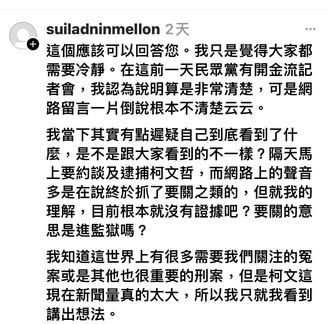 suiladninmellon 2天
這個應該可以回答您。我只是覺得大家都
需要冷靜。在這前一天民眾黨有開金流記
者會，我認為說明算是非常清楚，可是網
路留言一片倒說根本不清楚云云。
我當下其實有點遲疑自己到底看到了什
麼，是不是跟大家看到的不一樣？隔天馬
上要約談及逮捕柯文哲，而網路上的聲音
多是在說終於抓了要關之類的，但就我的
理解，目前根本就沒有證據吧？要關的意
思是進監獄嗎？
我知道這世界上有很多需要我們關注的冤
案或是其他也很重要的刑案，但是柯文這
現在新聞量真的太大，所以我只就我看到
講出想法。